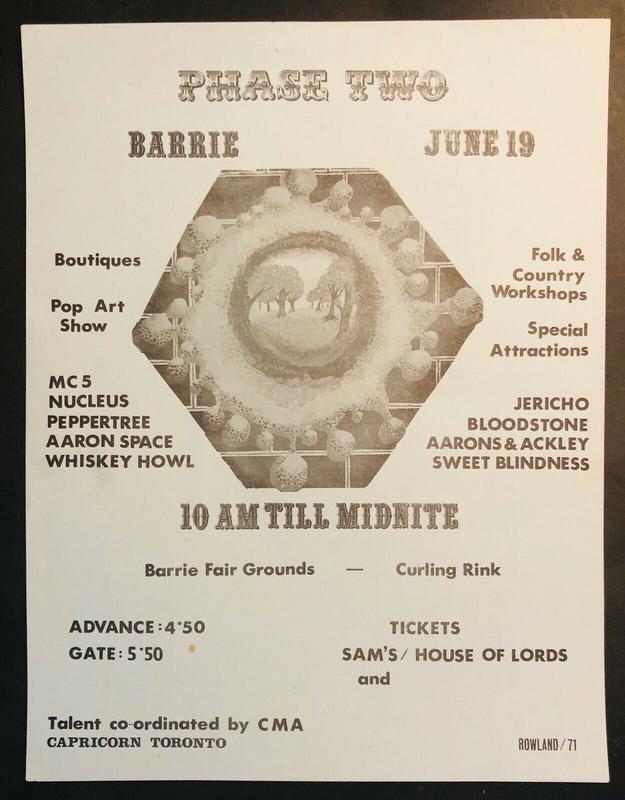 PHASE TWO
BARRIE
JUNE 19
Boutiques
Pop Art
Show
MC5
NUCLEUS
PEPPERTREE
AARON SPACE
WHISKEY HOWL
Folk &
Country
Workshops
Special
Attractions
JERICHO
BLOODSTONE
AARONS & ACKLEY
SWEET BLINDNESS
10 AM TILL MIDNITE
Barrie Fair Grounds — Curling Rink
ADVANCE: 4·50
GATE: 5·50
TICKETS
SAM'S / HOUSE OF LORDS
and
Talent co-ordinated by CMA
CAPRICORN TORONTO
ROWLAND / 71